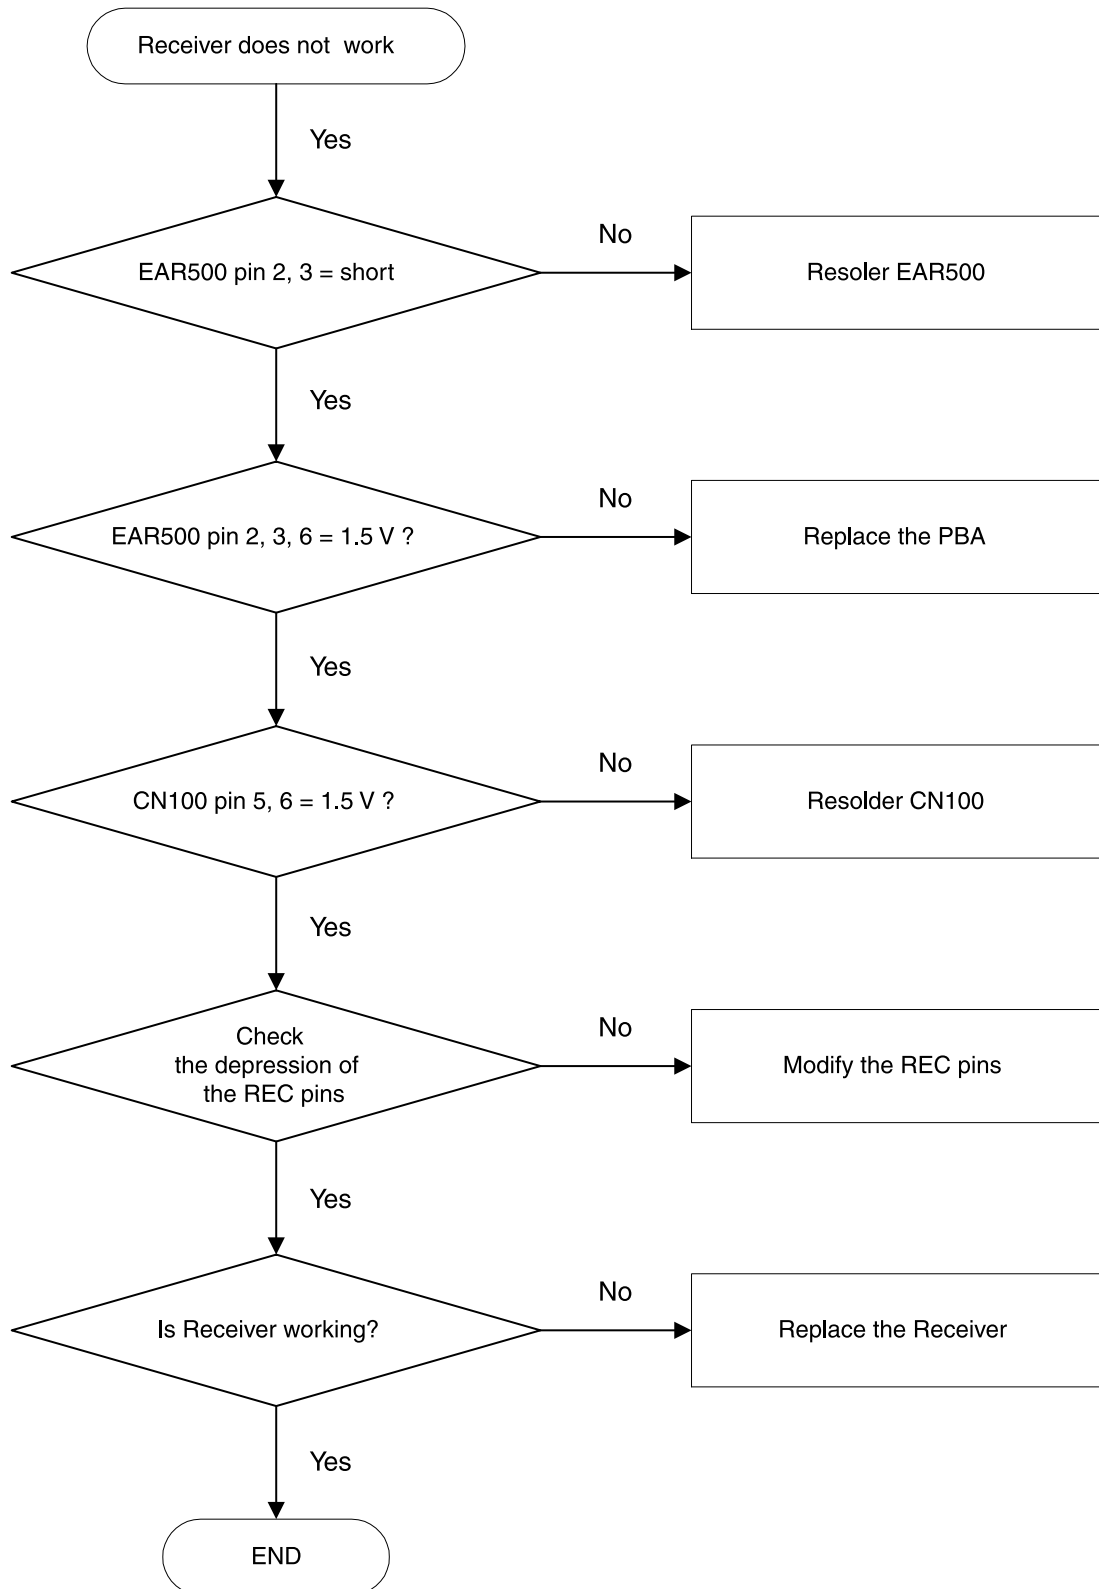 Receiver does not work
Yes
EAR500 pin 2, 3 = short
No
Resoler EAR500
Yes
EAR500 pin 2, 3, 6 = 1.5 V ?
No
Replace the PBA
Yes
CN100 pin 5, 6 = 1.5 V ?
No
Resolder CN100
Yes
Check
the depression of
the REC pins
No
Modify the REC pins
Yes
Is Receiver working?
No
Replace the Receiver
Yes
END